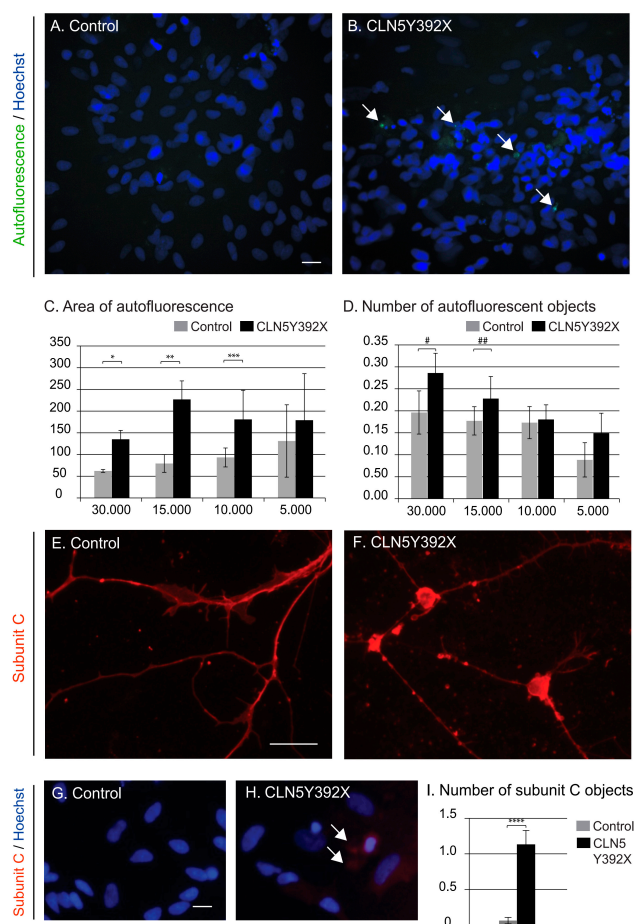 A. Control
B. CLN5Y392X
Autofluorescence / Hoechst
C. Area of autofluorescence
Control CLN5Y392X
350
300
250
200
150
100
50
0
* ** ***
30.000 15.000 10.000 5.000
D. Number of autofluorescent objects
Control CLN5Y392X
0.35
0.30
0.25
0.20
0.15
0.10
0.50
0.00
# ##
30.000 15.000 10.000 5.000
E. Control
F. CLN5Y392X
Subunit C
G. Control
H. CLN5Y392X
Subunit C / Hoechst
I. Number of subunit C objects
1.5
1.0
0.5
0
****
Control
CLN5
Y392X